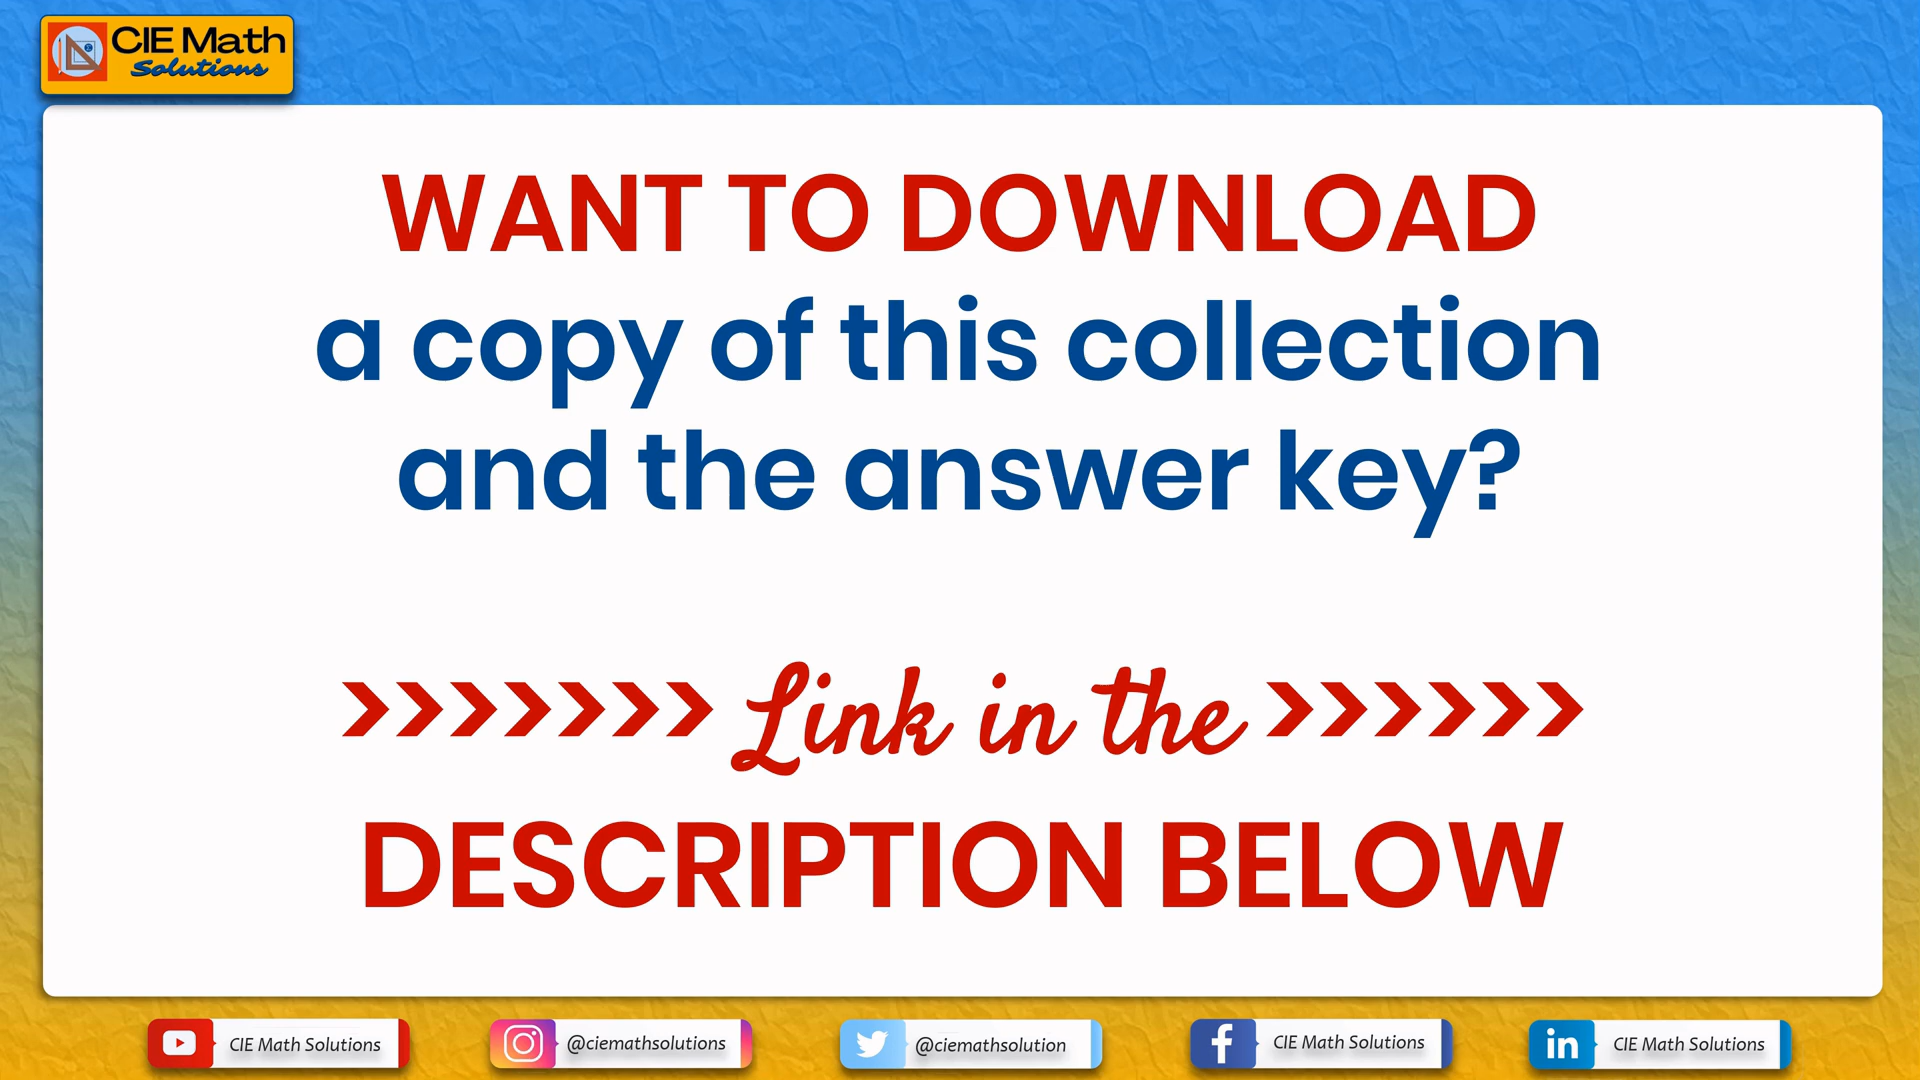 CIE Math
Solutions
WANT TO DOWNLOAD
a copy of this collection
and the answer key?
Link in the
DESCRIPTION BELOW
CIE Math Solutions
@ciemathsolutions
@ciemathsolution
CIE Math Solutions
CIE Math Solutions